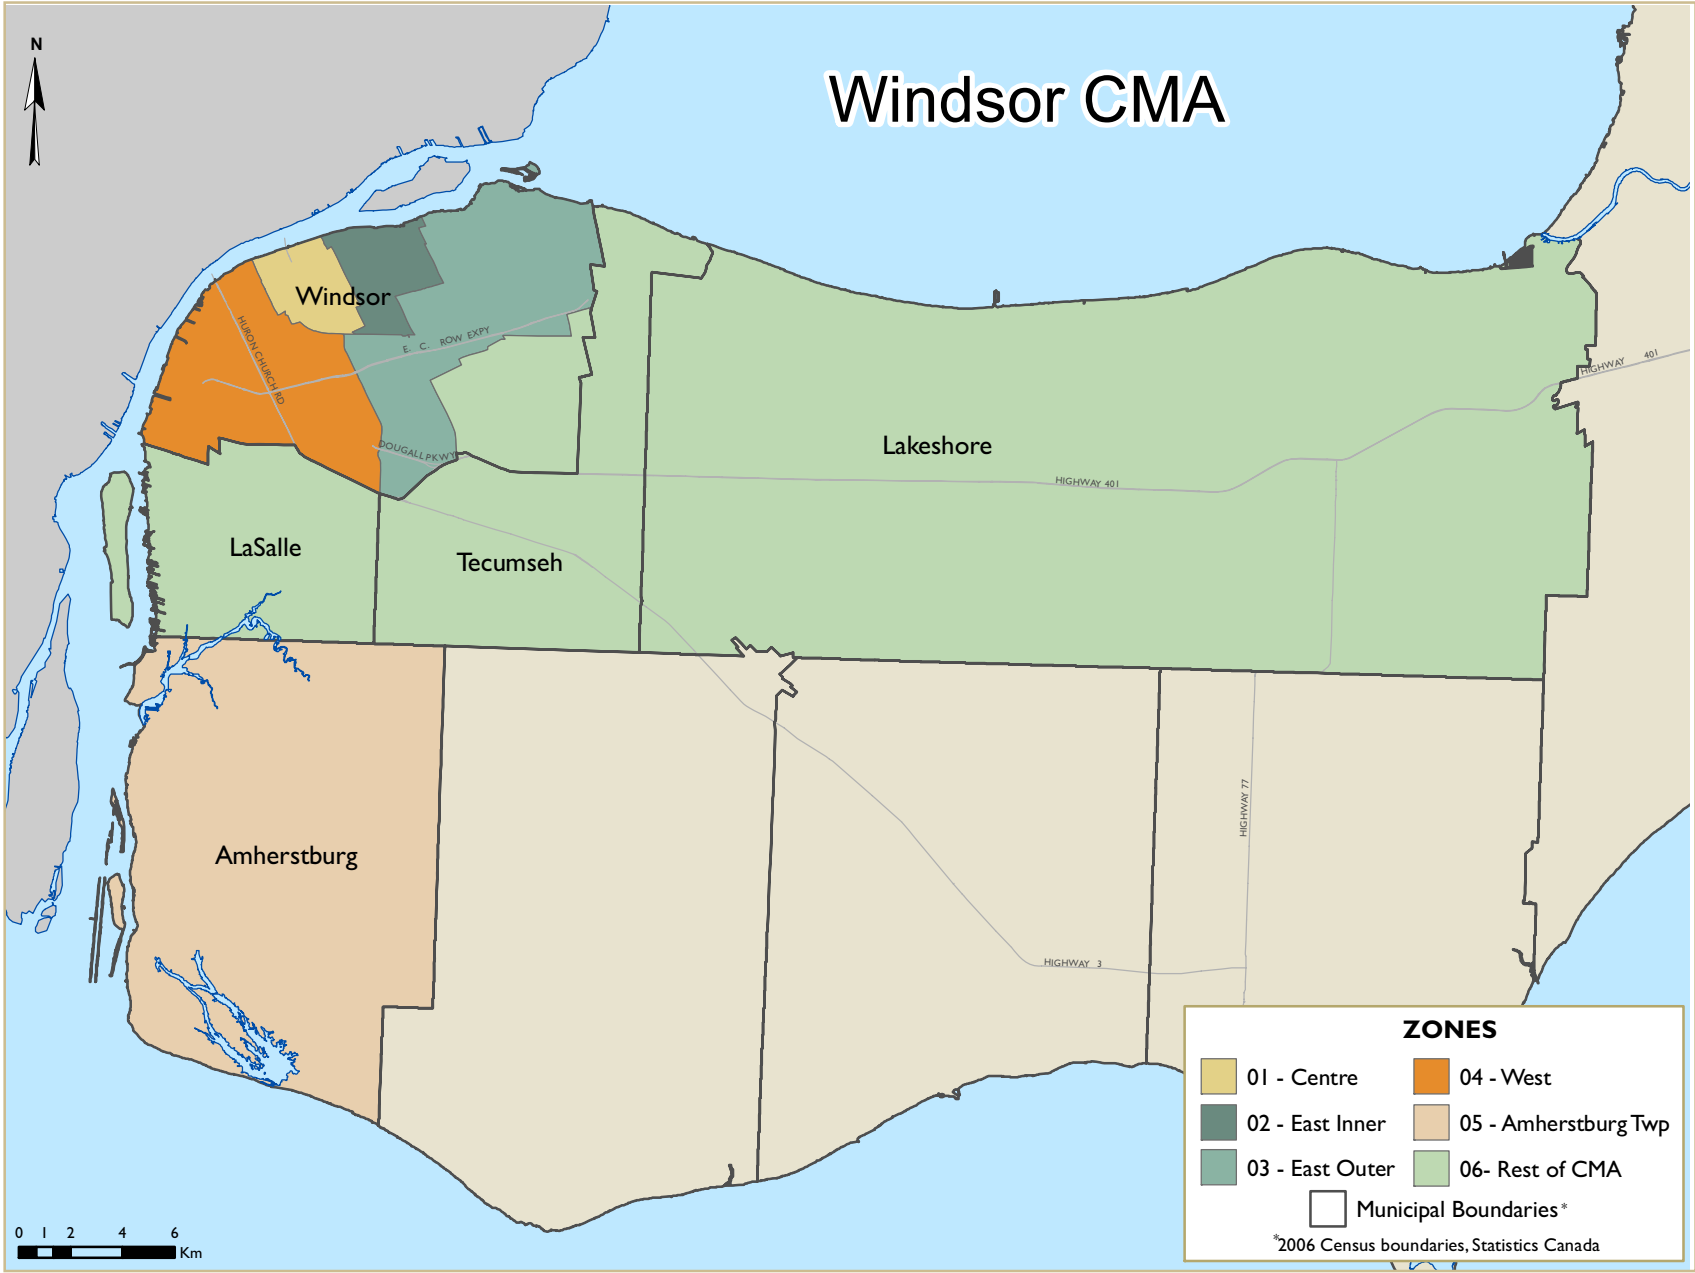 N
Windsor CMA
Windsor
HURON CHURCH RD
E. C. ROW EXPY
DOUGALL PKWY
HIGHWAY 401
Lakeshore
HIGHWAY 401
LaSalle
Tecumseh
HIGHWAY 77
Amherstburg
HIGHWAY 3
ZONES
01 - Centre
04 - West
02 - East Inner
05 - Amherstburg Twp
03 - East Outer
06- Rest of CMA
Municipal Boundaries*
*2006 Census boundaries, Statistics Canada
0 1 2 4 6
Km